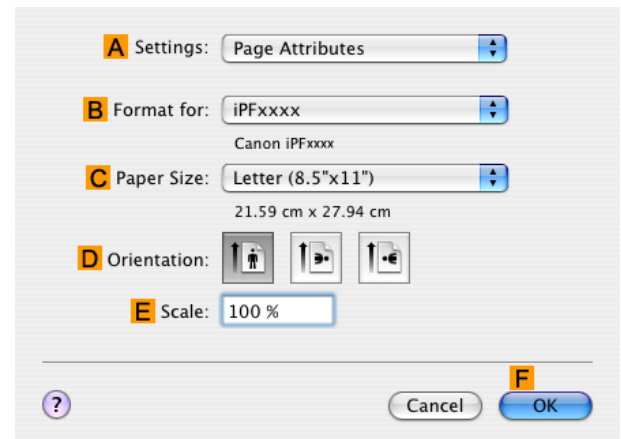 A Settings: Page Attributes
B Format for: iPFxxxx
Canon iPFxxxx
C Paper Size: Letter (8.5"x11")
21.59 cm x 27.94 cm
D Orientation:
E Scale: 100 %
F
? Cancel OK